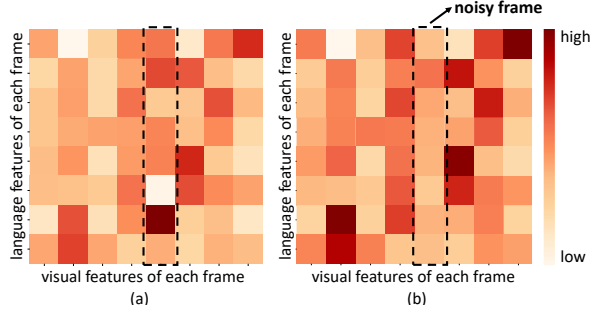 noisy frame
language features of each frame
visual features of each frame
(a)
language features of each frame
visual features of each frame
(b)
high
low